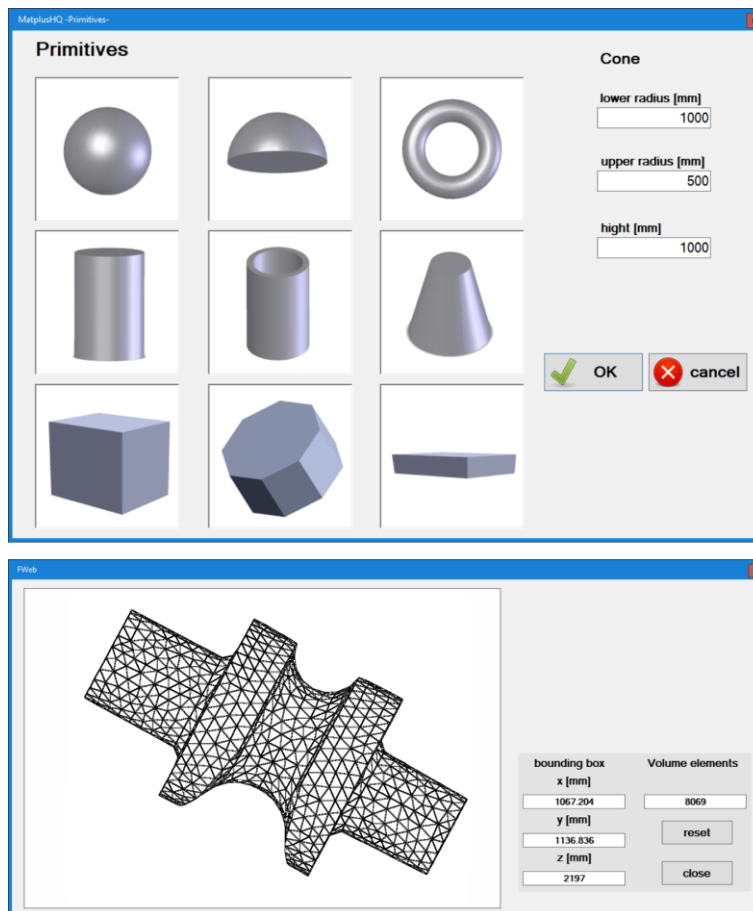 MatplusHQ -Primitives-
Primitives
Cone
lower radius [mm]
1000
upper radius [mm]
500
hight [mm]
1000
OK
cancel
FWeb
bounding box
Volume elements
x [mm]
1067.204
8069
y [mm]
reset
1136.836
z [mm]
close
2197